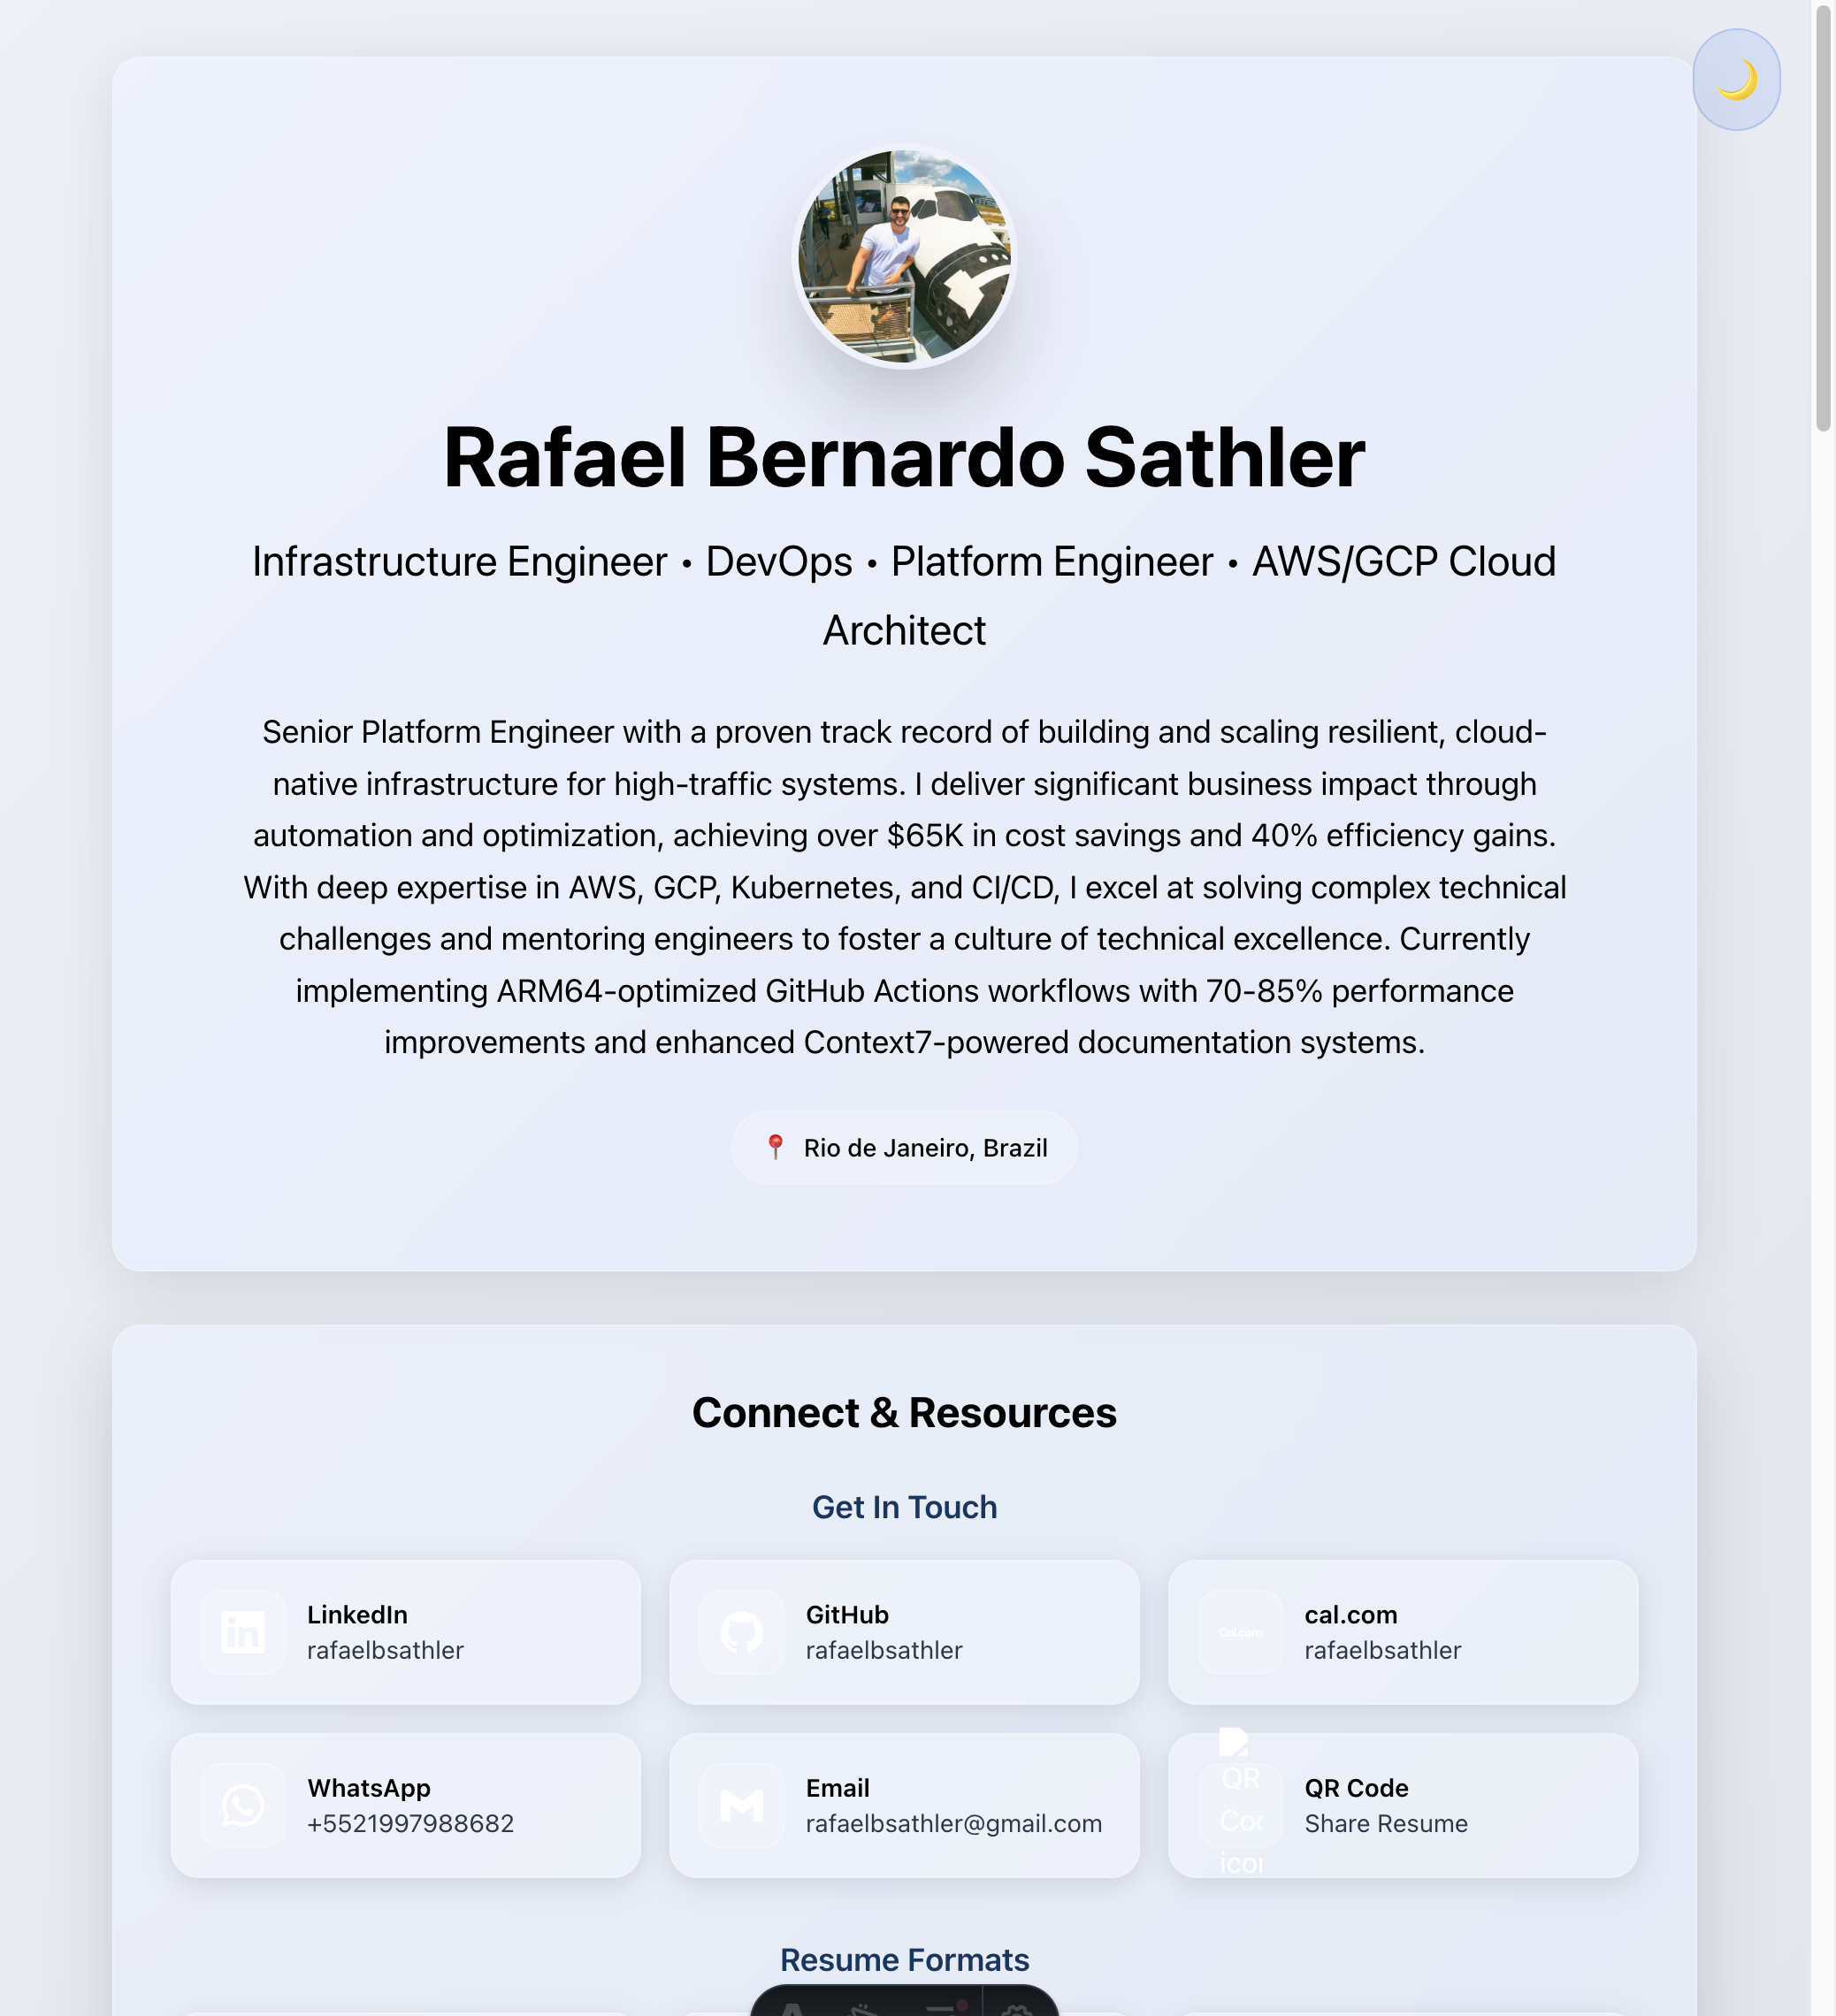 Rafael Bernardo Sathler
Infrastructure Engineer • DevOps • Platform Engineer • AWS/GCP Cloud
Architect
Senior Platform Engineer with a proven track record of building and scaling resilient, cloud-
native infrastructure for high-traffic systems. I deliver significant business impact through
automation and optimization, achieving over $65K in cost savings and 40% efficiency gains.
With deep expertise in AWS, GCP, Kubernetes, and CI/CD, I excel at solving complex technical
challenges and mentoring engineers to foster a culture of technical excellence. Currently
implementing ARM64-optimized GitHub Actions workflows with 70-85% performance
improvements and enhanced Context7-powered documentation systems.
Rio de Janeiro, Brazil
Connect & Resources
Get In Touch
LinkedIn
rafaelbsathler
GitHub
rafaelbsathler
Cal.com
cal.com
rafaelbsathler
WhatsApp
+5521997988682
Email
rafaelbsathler@gmail.com
QR
QR Code
Share Resume
Resume Formats